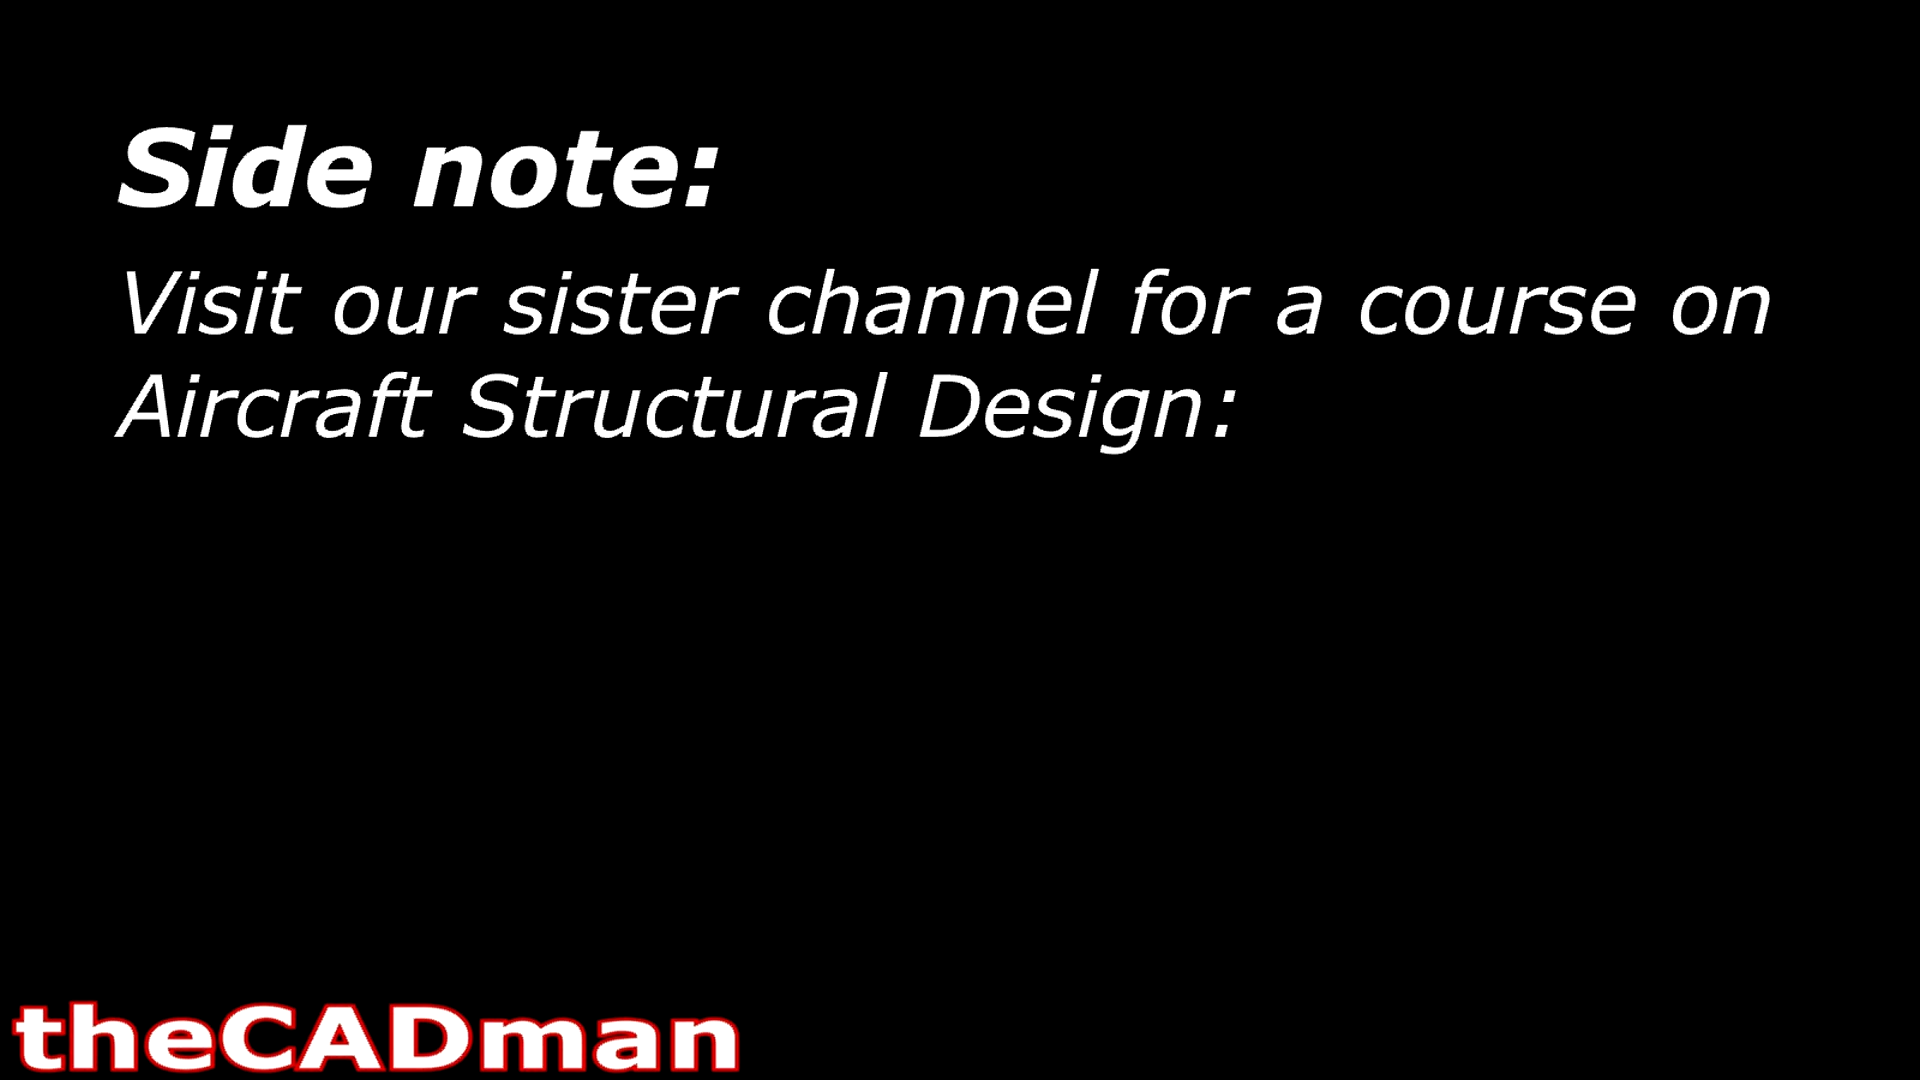 Side note:
Visit our sister channel for a course on
Aircraft Structural Design:
theCADman